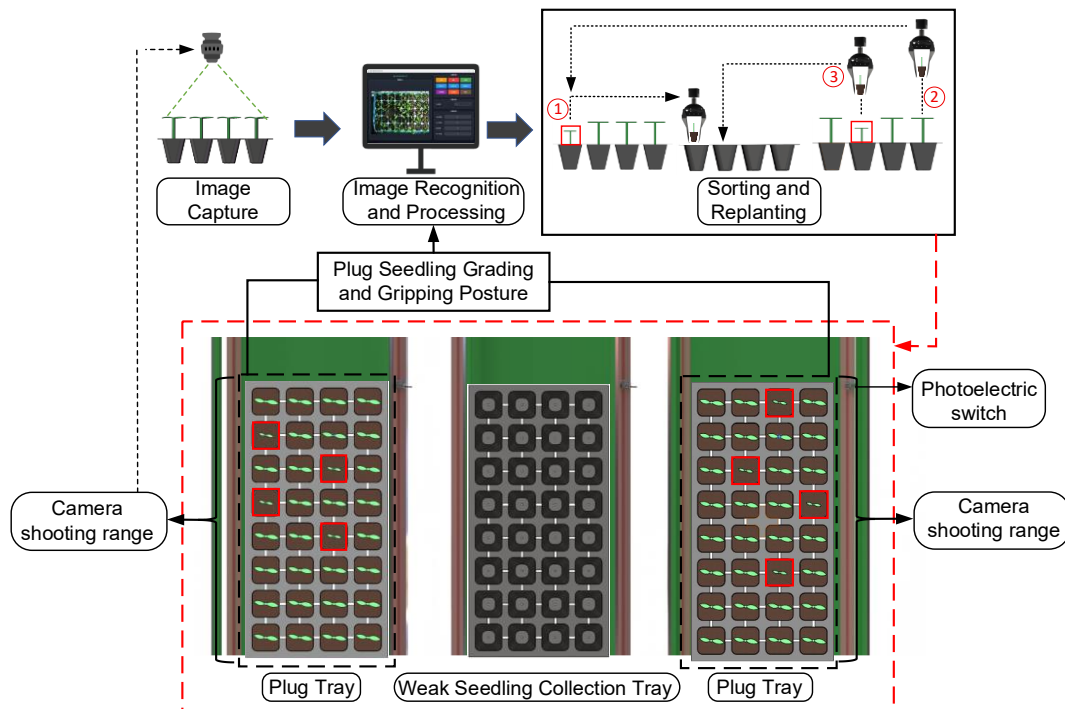 ①
③
②
Image
Capture
Image Recognition
and Processing
Sorting and
Replanting
Plug Seedling Grading
and Gripping Posture
Photoelectric
switch
Camera
shooting range
Camera
shooting range
Plug Tray
Weak Seedling Collection Tray
Plug Tray